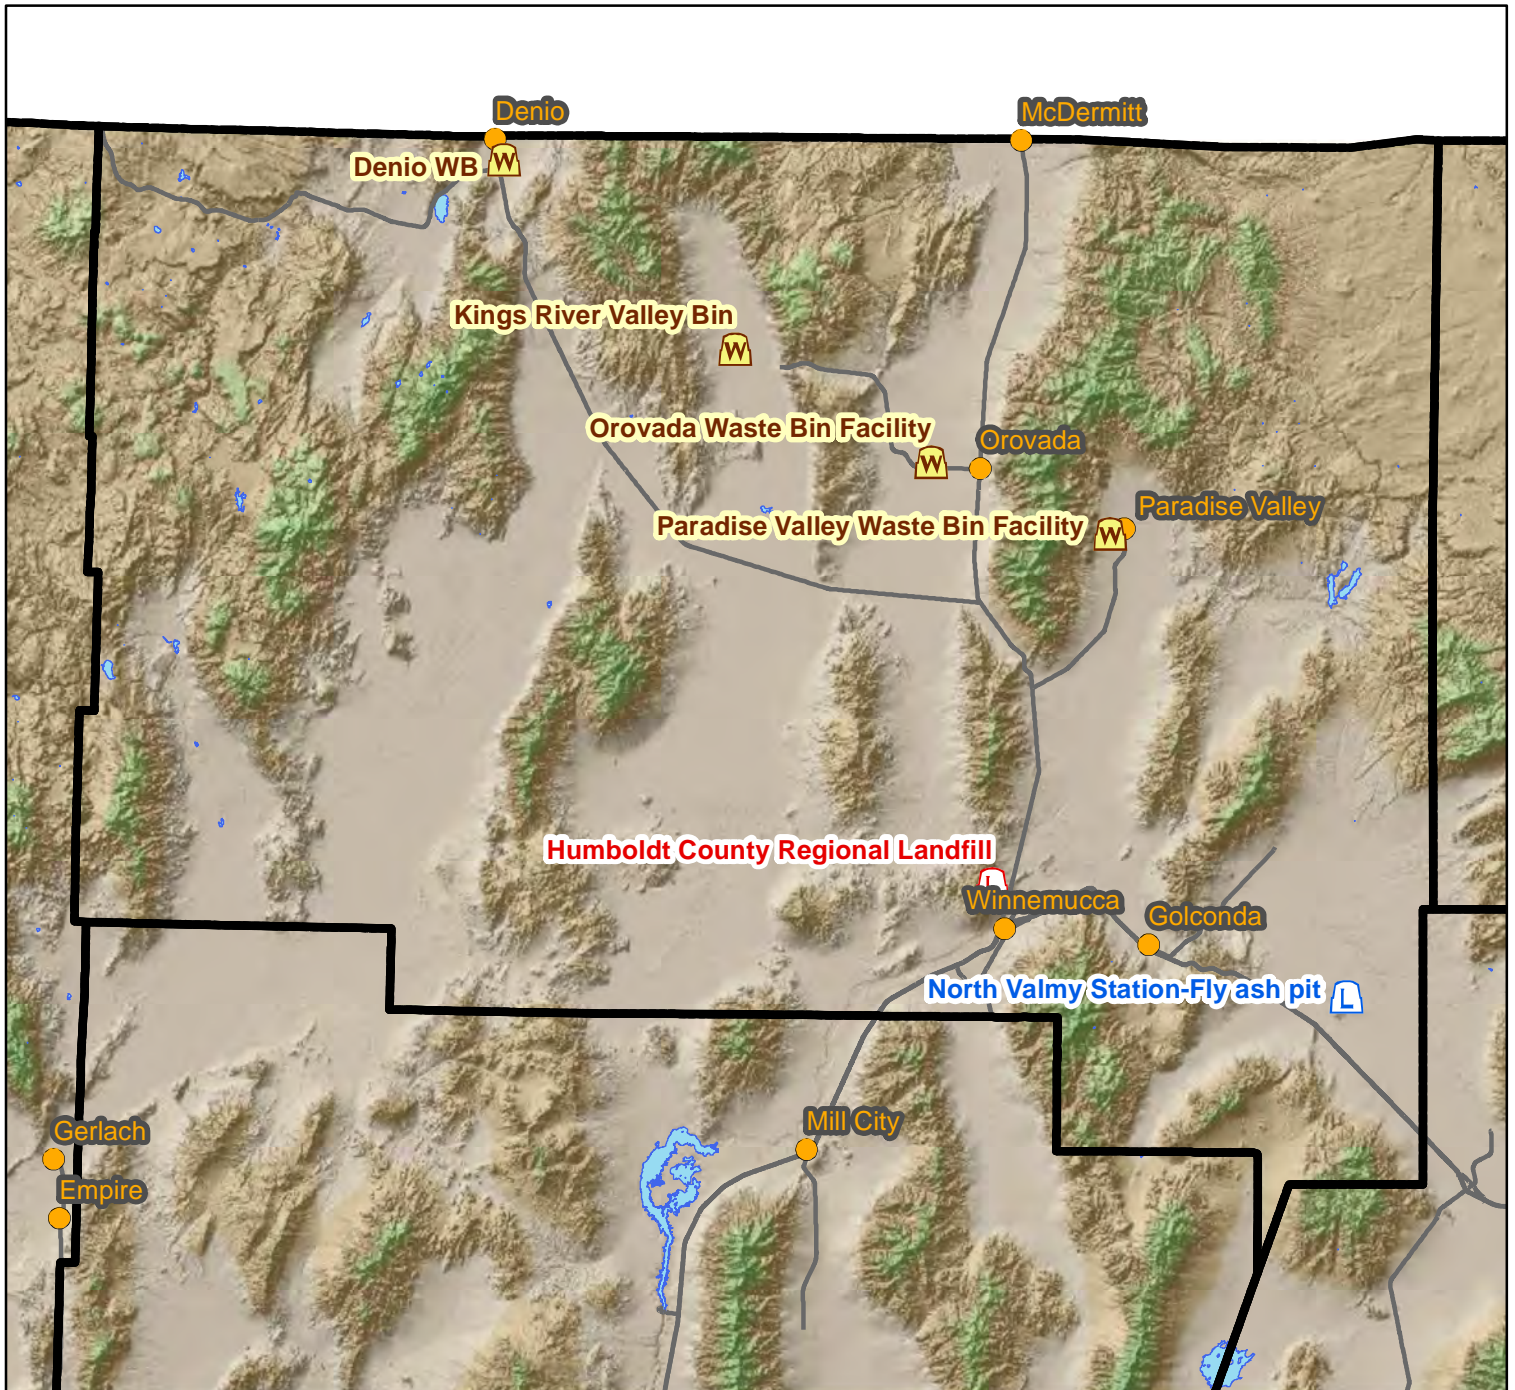 Denio
McDermitt
Denio WB
W
Kings River Valley Bin
W
Orovada Waste Bin Facility
W
Orovada
Paradise Valley
Paradise Valley Waste Bin Facility
W
Humboldt County Regional Landfill
L
Winnemucca
Golconda
North Valmy Station-Fly ash pit
L
Mill City
Gerlach
Empire